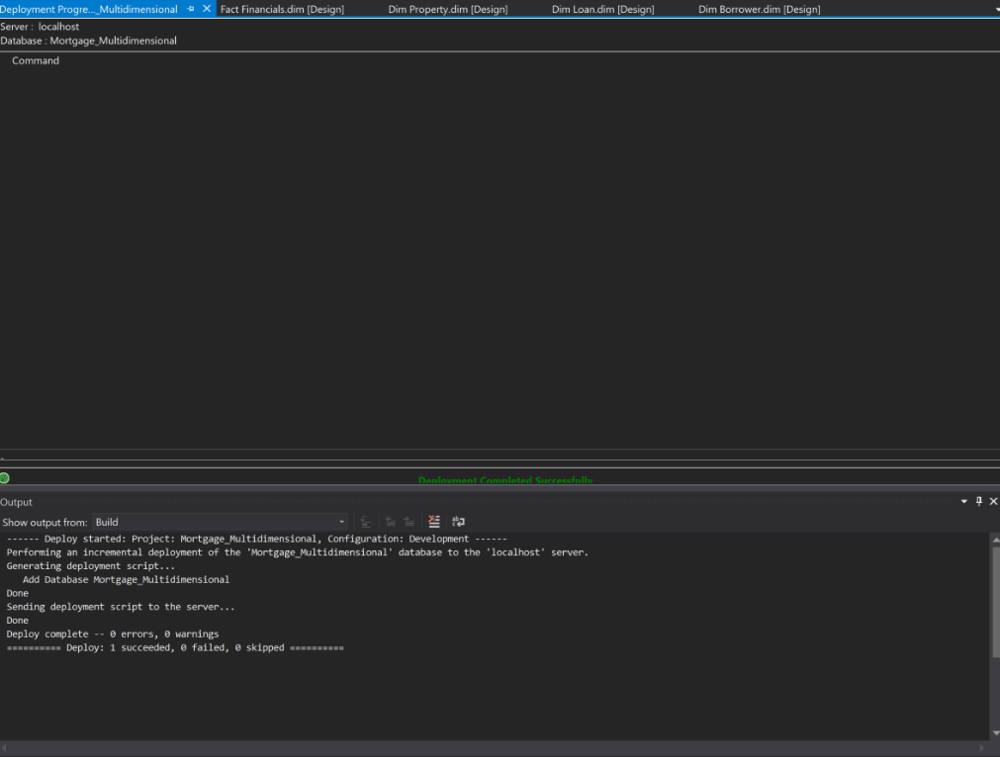 Deployment Progre..._Multidimensional Fact Financials.dim [Design] Dim Property.dim [Design] Dim Loan.dim [Design] Dim Borrower.dim [Design]
Server : localhost
Database : Mortgage_Multidimensional
Command
Deployment Completed Successfully
Output
Show output from: Build
------ Deploy started: Project: Mortgage_Multidimensional, Configuration: Development ------
Performing an incremental deployment of the 'Mortgage_Multidimensional' database to the 'localhost' server.
Generating deployment script...
Add Database Mortgage_Multidimensional
Done
Sending deployment script to the server...
Done
Deploy complete -- 0 errors, 0 warnings
========== Deploy: 1 succeeded, 0 failed, 0 skipped ==========